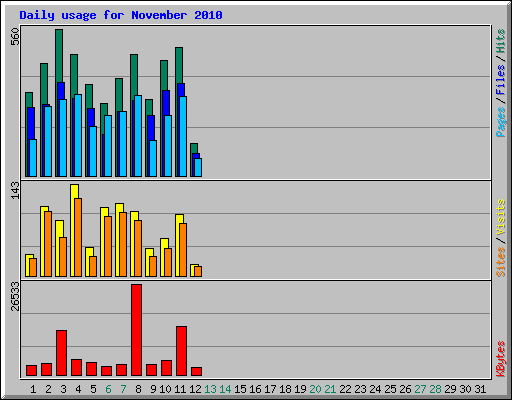 Daily usage for November 2010
560
Pages / Files / Hits
143
Sites / Visits
26533
KBytes
1 2 3 4 5 6 7 8 9 10 11 12 13 14 15 16 17 18 19 20 21 22 23 24 25 26 27 28 29 30 31